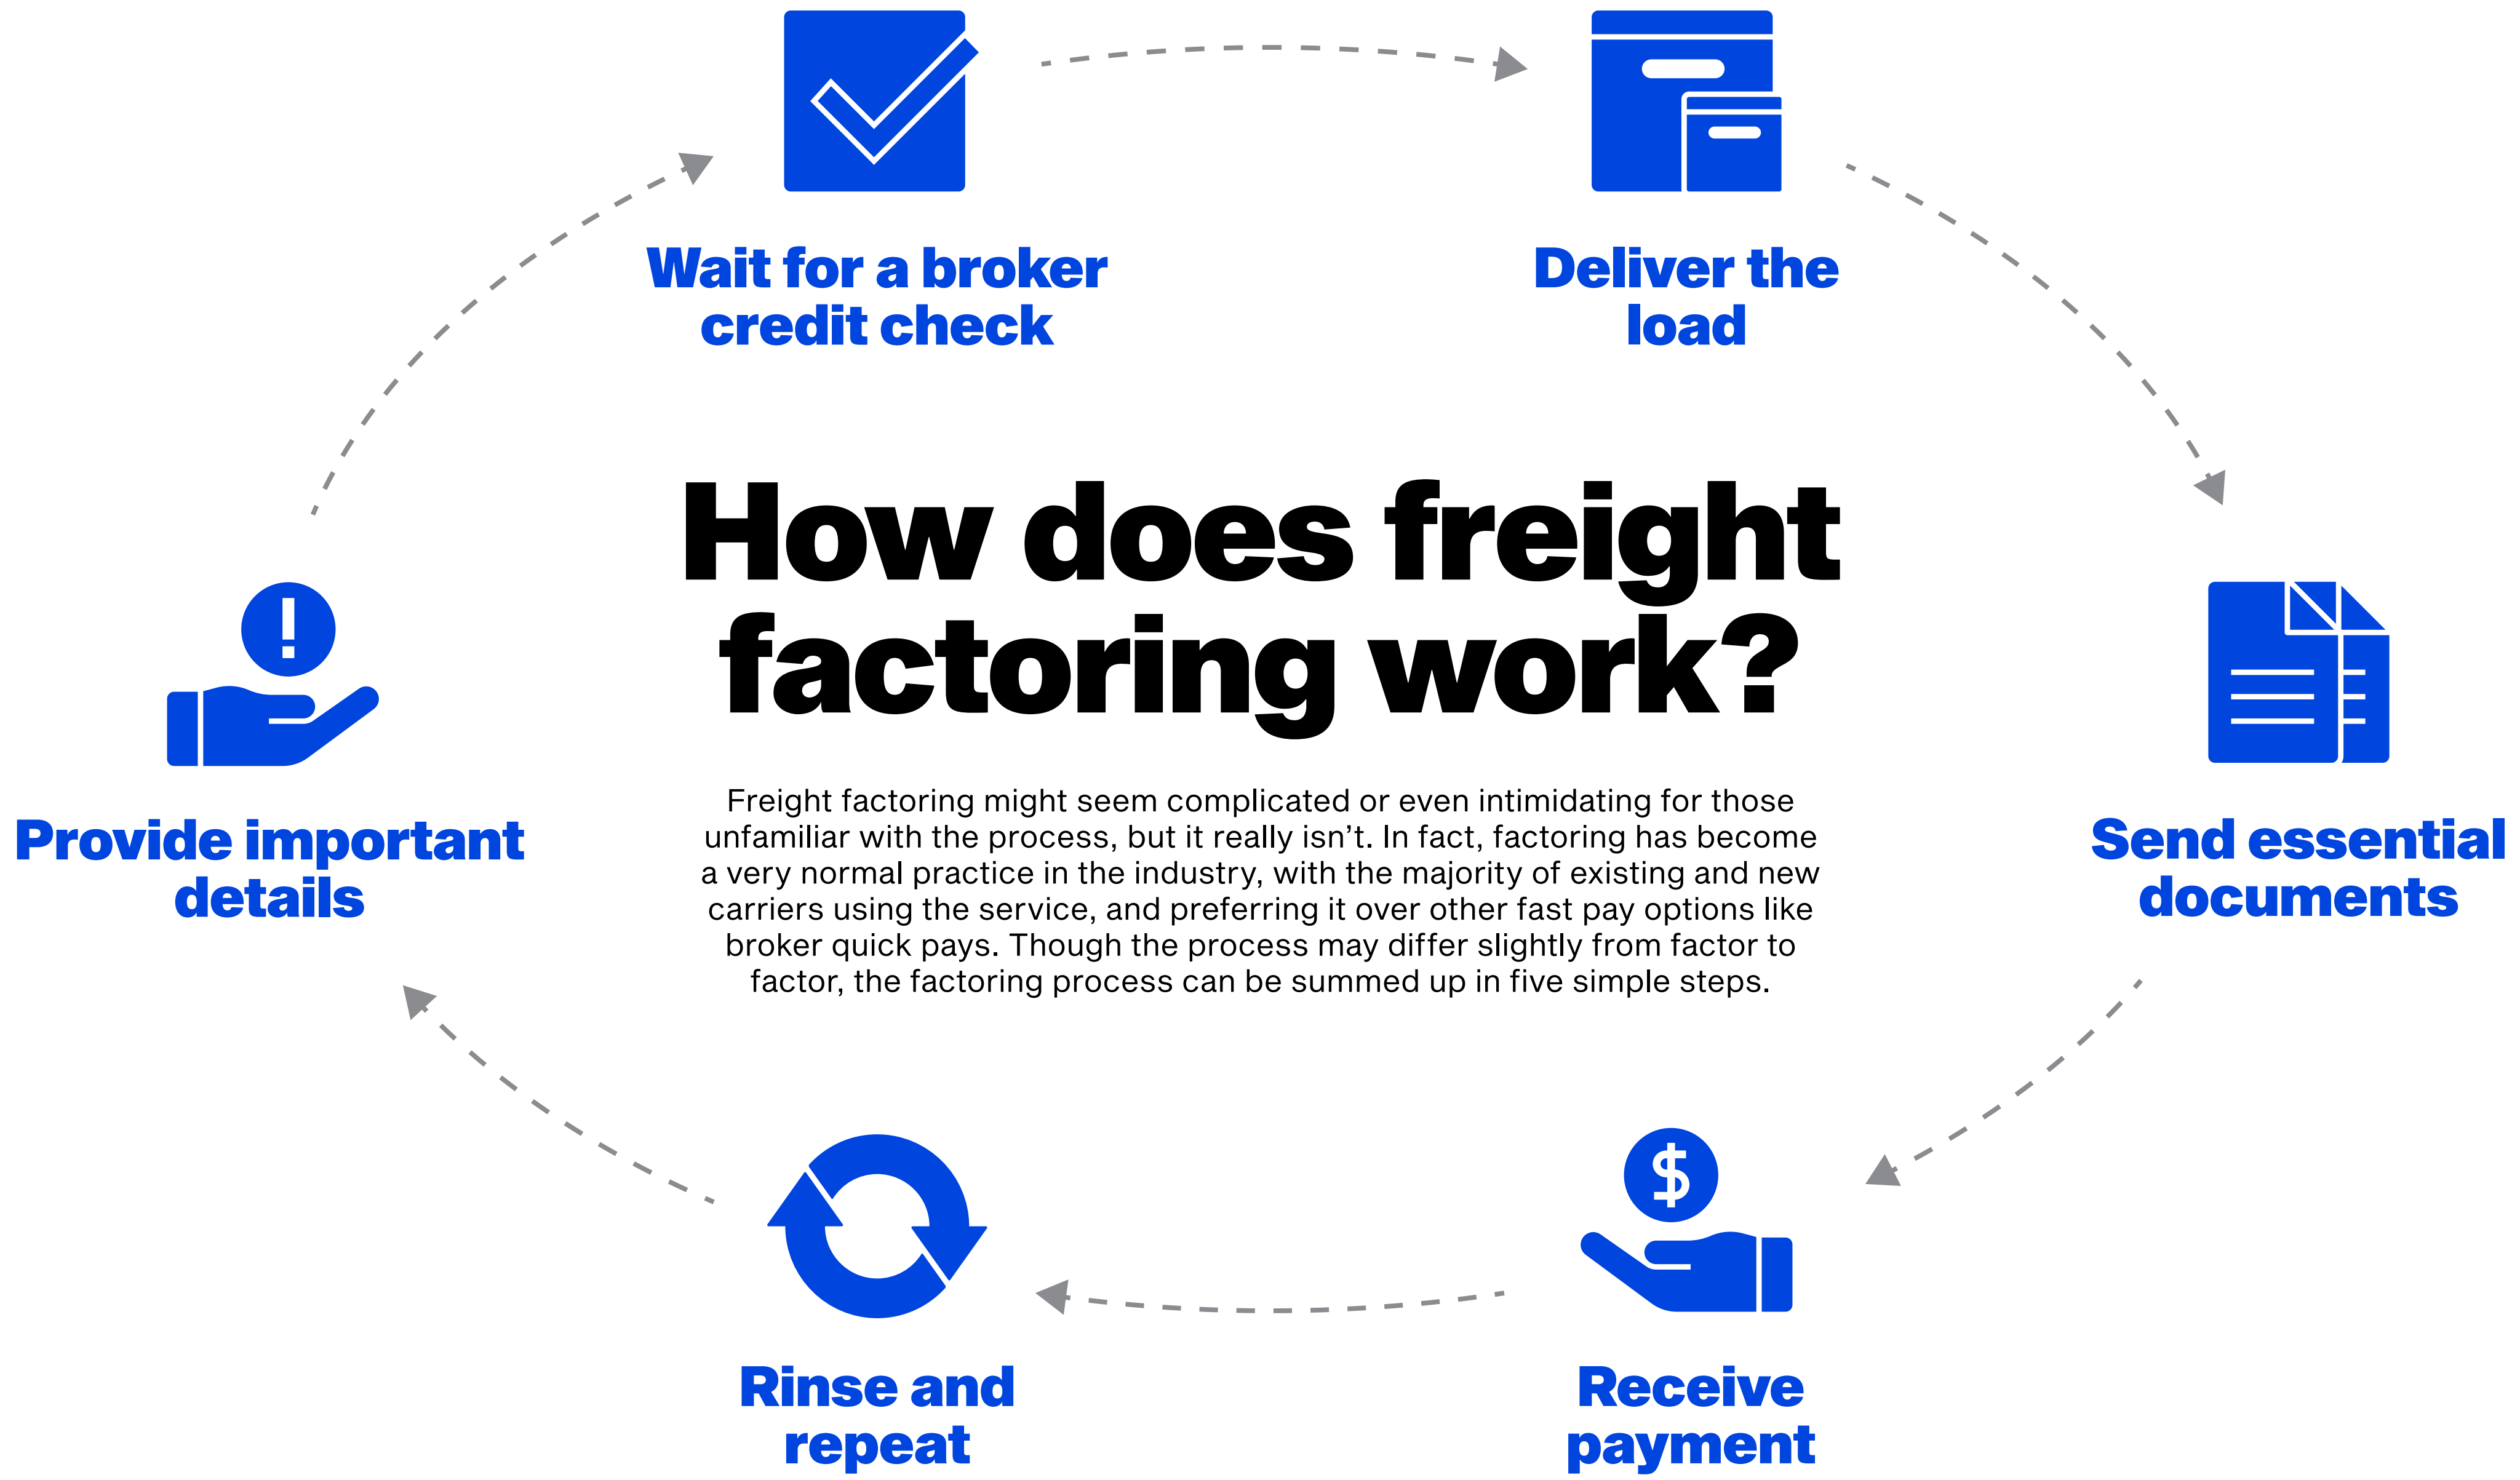 Wait for a broker
credit check
Deliver the
load
How does freight
factoring work?
Freight factoring might seem complicated or even intimidating for those
unfamiliar with the process, but it really isn’t. In fact, factoring has become
a very normal practice in the industry, with the majority of existing and new
carriers using the service, and preferring it over other fast pay options like
broker quick pays. Though the process may differ slightly from factor to
factor, the factoring process can be summed up in five simple steps.
!
Provide important
details
Send essential
documents
$
Rinse and
repeat
Receive
payment